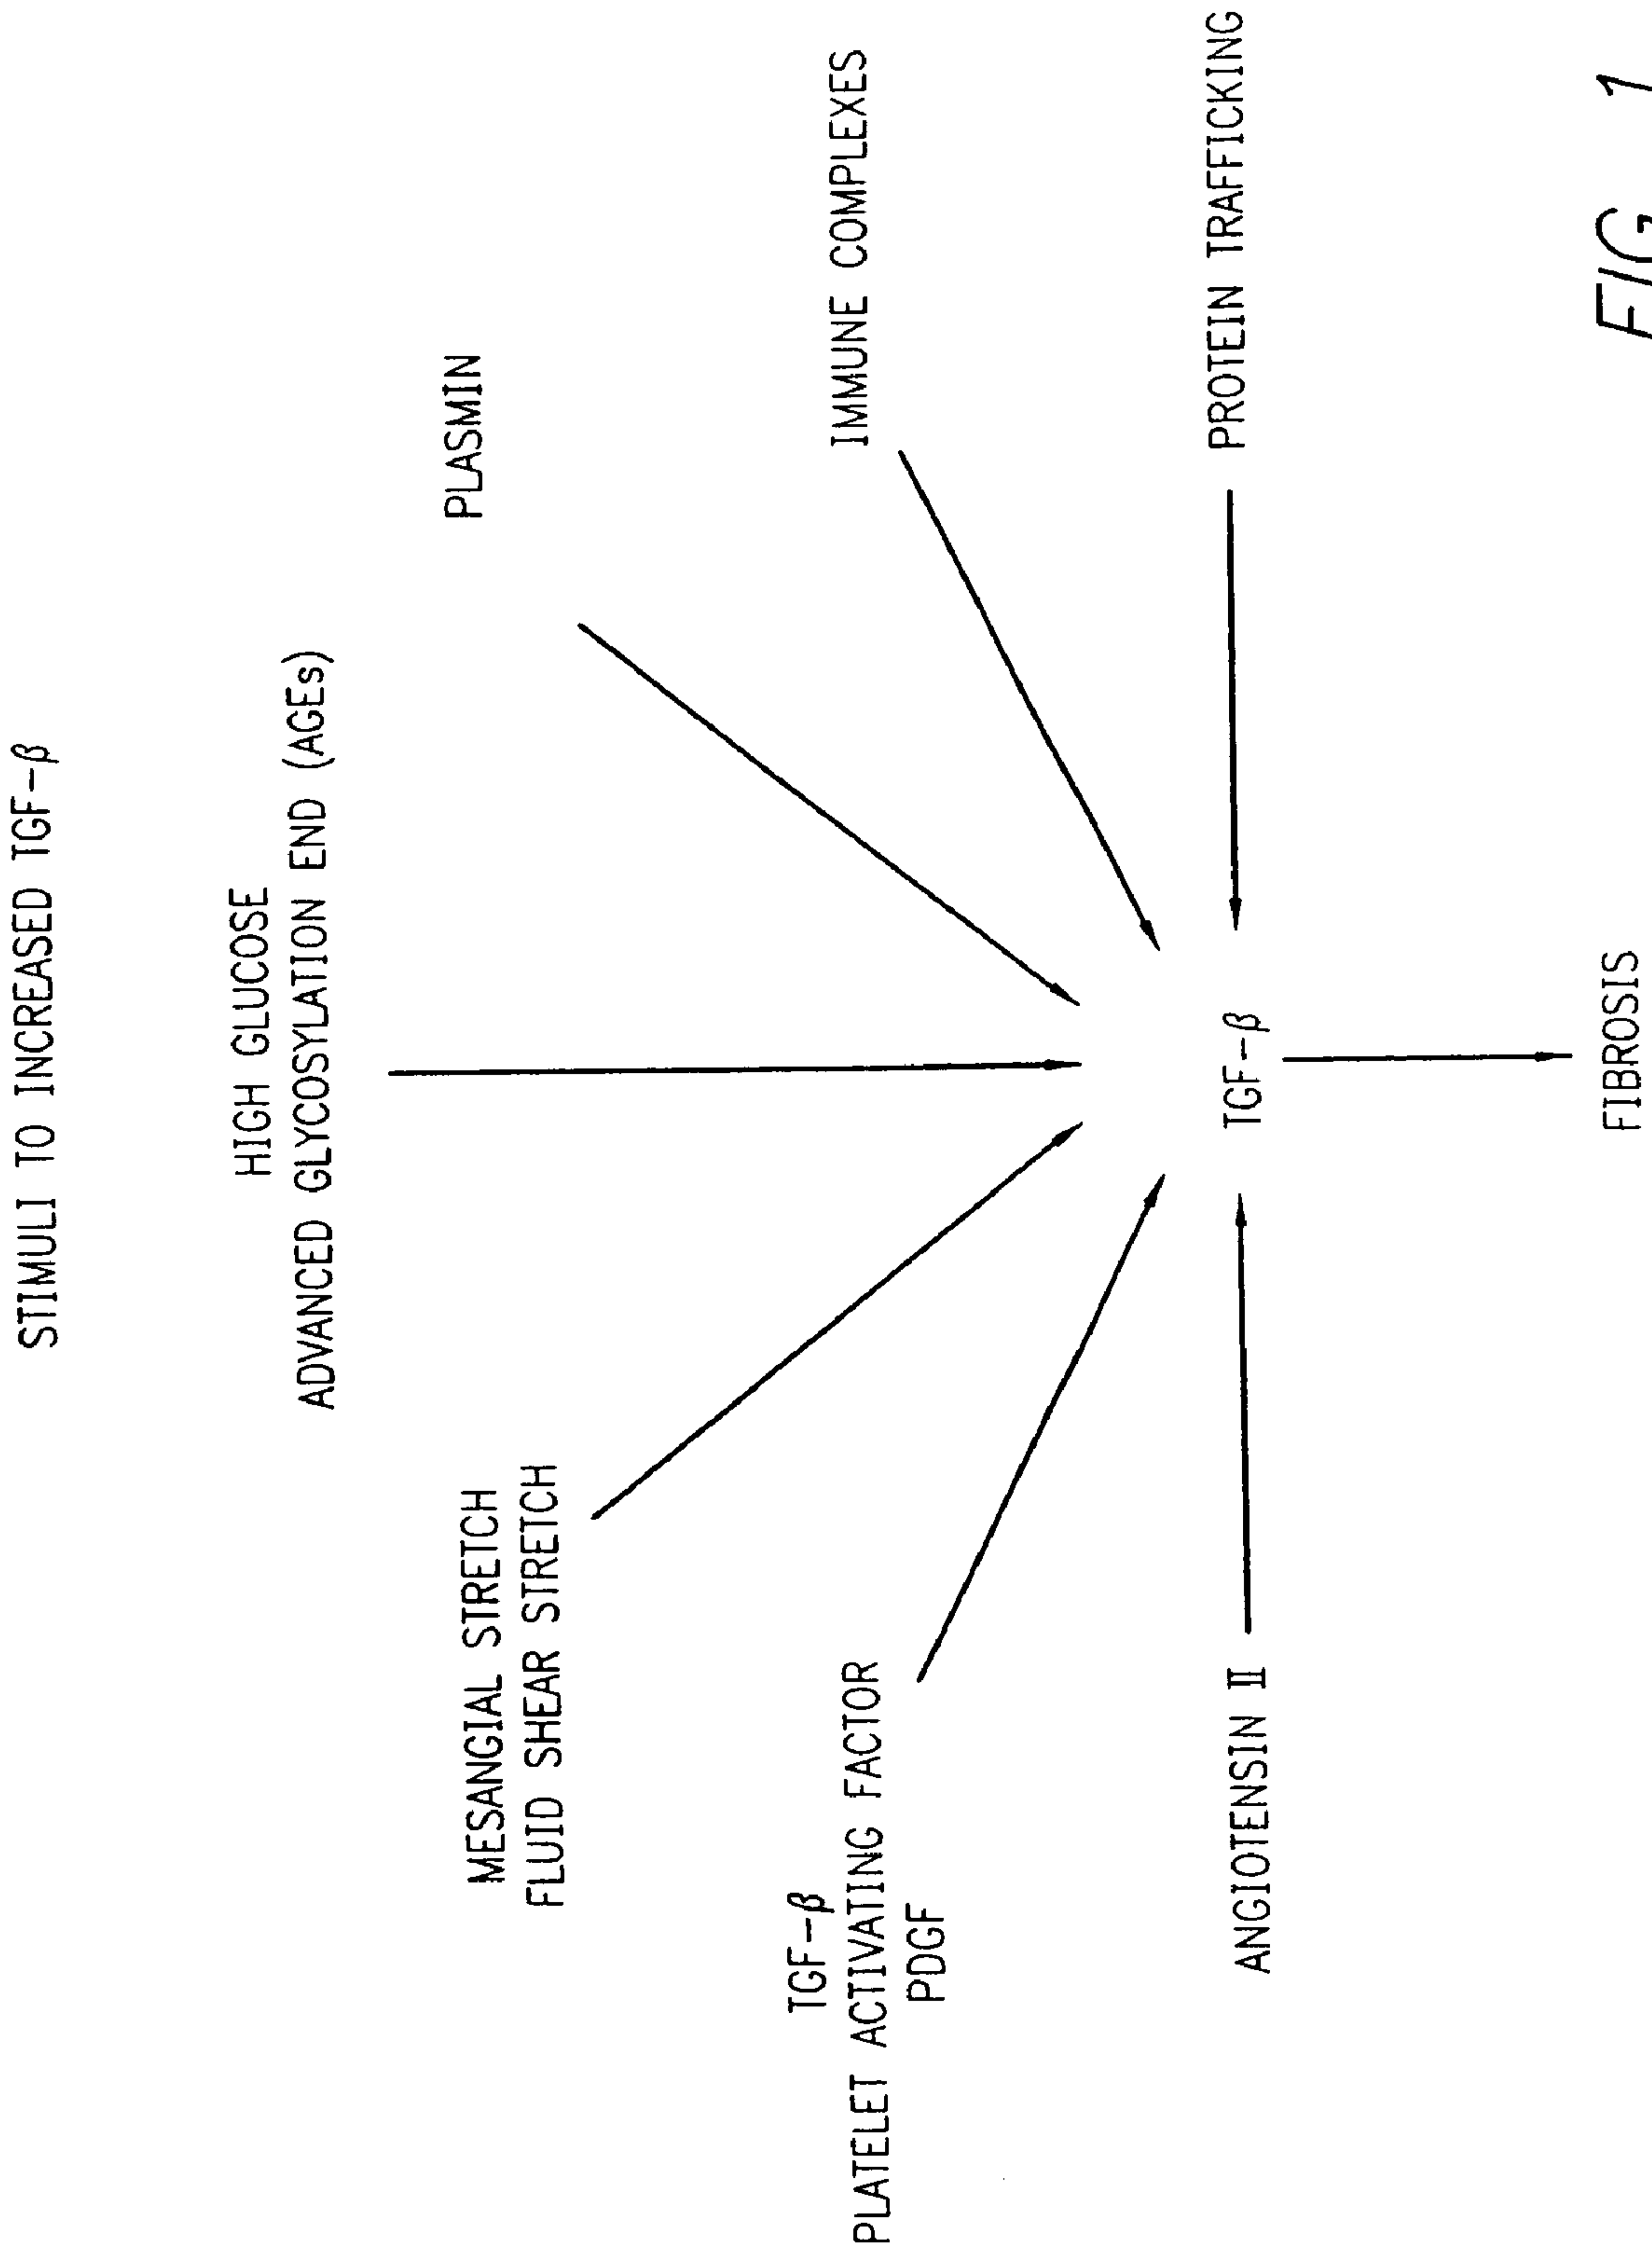 STIMULI TO INCREASED TGF-β
HIGH GLUCOSE
ADVANCED GLYCOSYLATION END (AGEs)
MESANGIAL STRETCH
FLUID SHEAR STRETCH
PLASMIN
TGF-β
PLATELET ACTIVATING FACTOR
PDGF
IMMUNE COMPLEXES
ANGIOTENSIN II
TGF-β
PROTEIN TRAFFICKING
FIBROSIS
FIG. 1